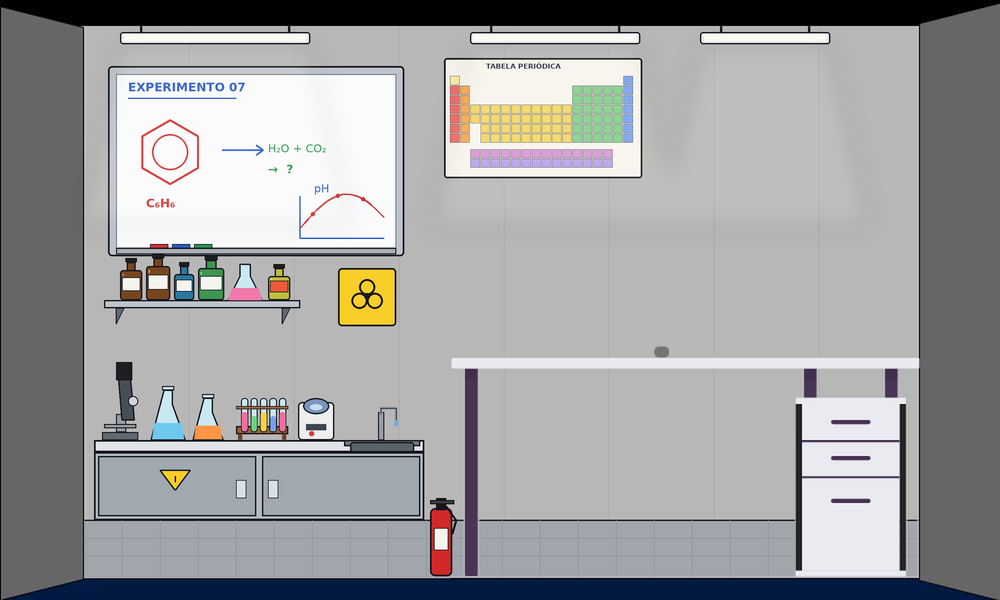 EXPERIMENTO 07
H₂O + CO₂
→ ?
C₆H₆
pH
TABELA PERIÓDICA
!